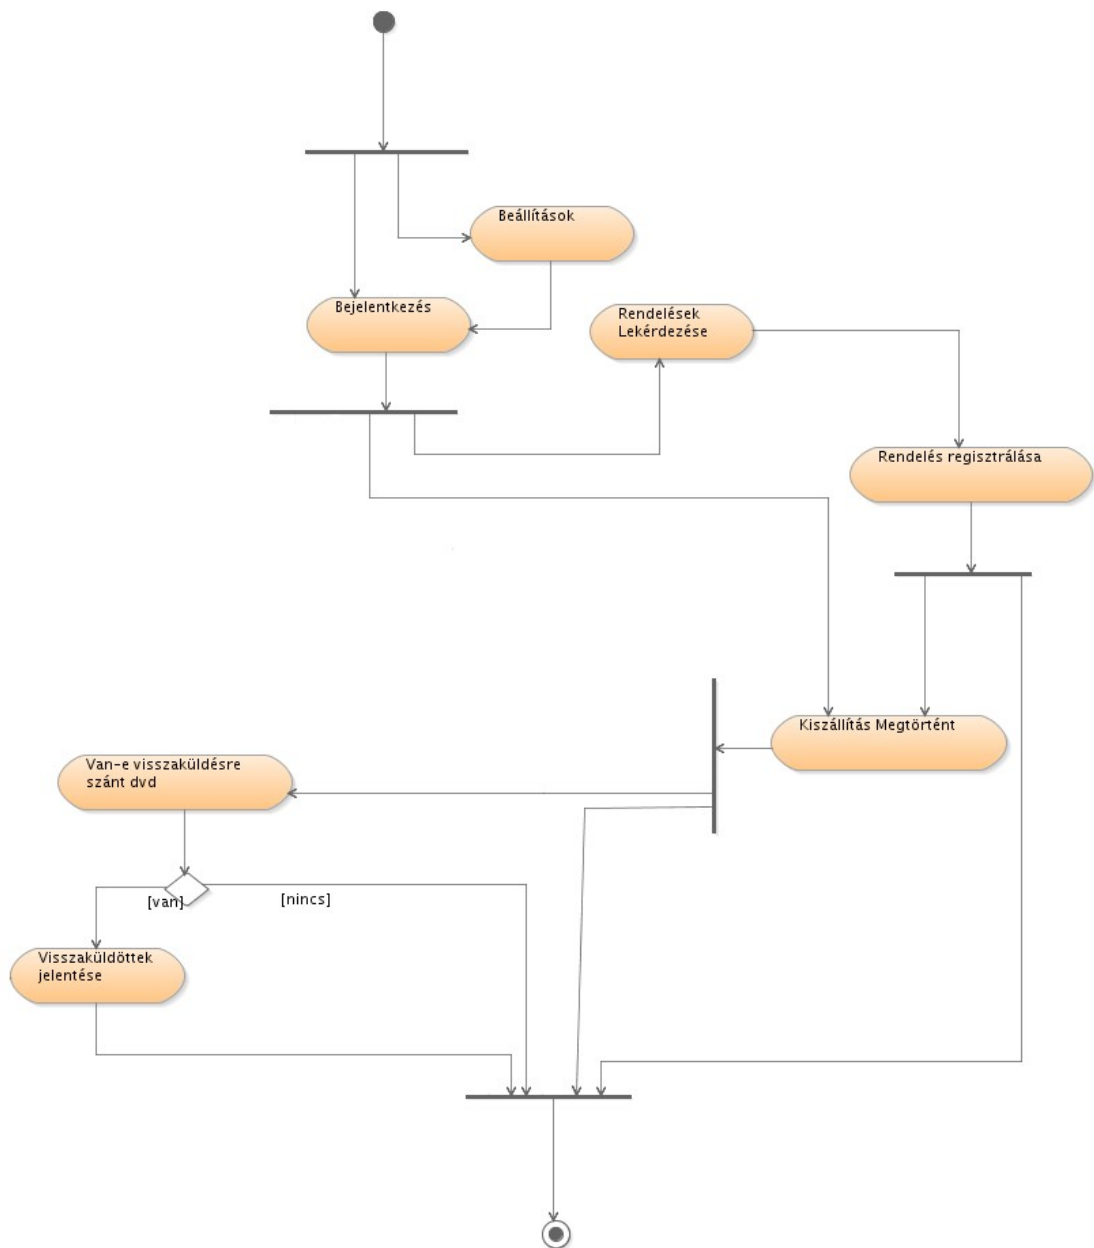 Beállítások
Bejelentkezés
Rendelések
Lekérdezése
Rendelés regisztrálása
Kiszállítás Megtörtént
Van-e visszaküldésre
szánt dvd
[van]
[nincs]
Visszaküldöttek
jelentése